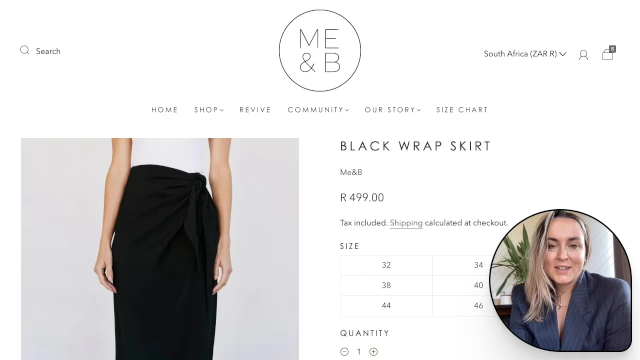 ME
& B
Search
South Africa (ZAR R)
0
HOME SHOP REVIVE COMMUNITY OUR STORY SIZE CHART
BLACK WRAP SKIRT
Me&B
R 499.00
Tax included. Shipping calculated at checkout.
SIZE
32 34
38 40
44 46
QUANTITY
1